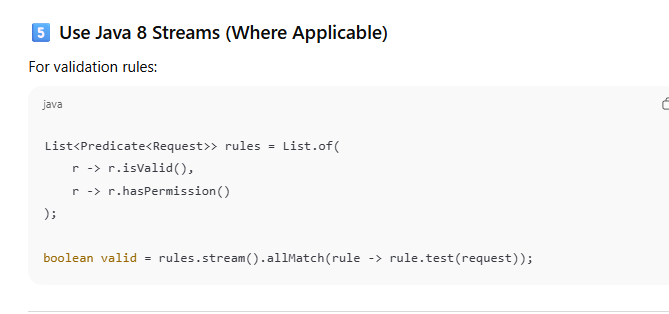 5 Use Java 8 Streams (Where Applicable)
For validation rules:
java
List<Predicate<Request>> rules = List.of(
    r -> r.isValid(),
    r -> r.hasPermission()
);
boolean valid = rules.stream().allMatch(rule -> rule.test(request));